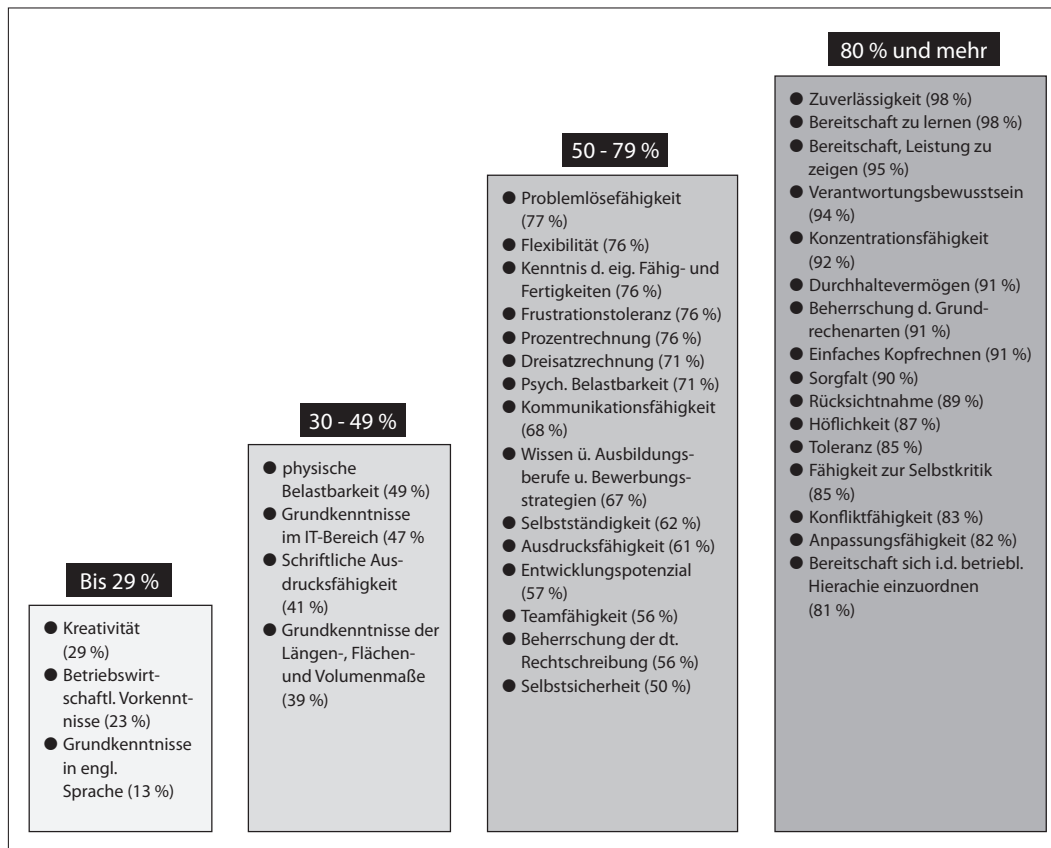 Bis 29 %
● Kreativität
(29 %)
● Betriebswirt-
schaftl. Vorkennt-
nisse (23 %)
● Grundkenntnisse
in engl.
Sprache (13 %)
30 - 49 %
● physische
Belastbarkeit (49 %)
● Grundkenntnisse
im IT-Bereich (47 %
● Schriftliche Aus-
drucksfähigkeit
(41 %)
● Grundkenntnisse der
Längen-, Flächen-
und Volumenmaße
(39 %)
50 - 79 %
● Problemlösefähigkeit
(77 %)
● Flexibilität (76 %)
● Kenntnis d. eig. Fähig- und
Fertigkeiten (76 %)
● Frustrationstoleranz (76 %)
● Prozentrechnung (76 %)
● Dreisatzrechnung (71 %)
● Psych. Belastbarkeit (71 %)
● Kommunikationsfähigkeit
(68 %)
● Wissen ü. Ausbildungs-
berufe u. Bewerbungs-
strategien (67 %)
● Selbstständigkeit (62 %)
● Ausdrucksfähigkeit (61 %)
● Entwicklungspotenzial
(57 %)
● Teamfähigkeit (56 %)
● Beherrschung der dt.
Rechtschreibung (56 %)
● Selbstsicherheit (50 %)
80 % und mehr
● Zuverlässigkeit (98 %)
● Bereitschaft zu lernen (98 %)
● Bereitschaft, Leistung zu
zeigen (95 %)
● Verantwortungsbewusstsein
(94 %)
● Konzentrationsfähigkeit
(92 %)
● Durchhaltevermögen (91 %)
● Beherrschung d. Grund-
rechenarten (91 %)
● Einfaches Kopfrechnen (91 %)
● Sorgfalt (90 %)
● Rücksichtnahme (89 %)
● Höflichkeit (87 %)
● Toleranz (85 %)
● Fähigkeit zur Selbstkritik
(85 %)
● Konfliktfähigkeit (83 %)
● Anpassungsfähigkeit (82 %)
● Bereitschaft sich i.d. betriebl.
Hierachie einzuordnen
(81 %)